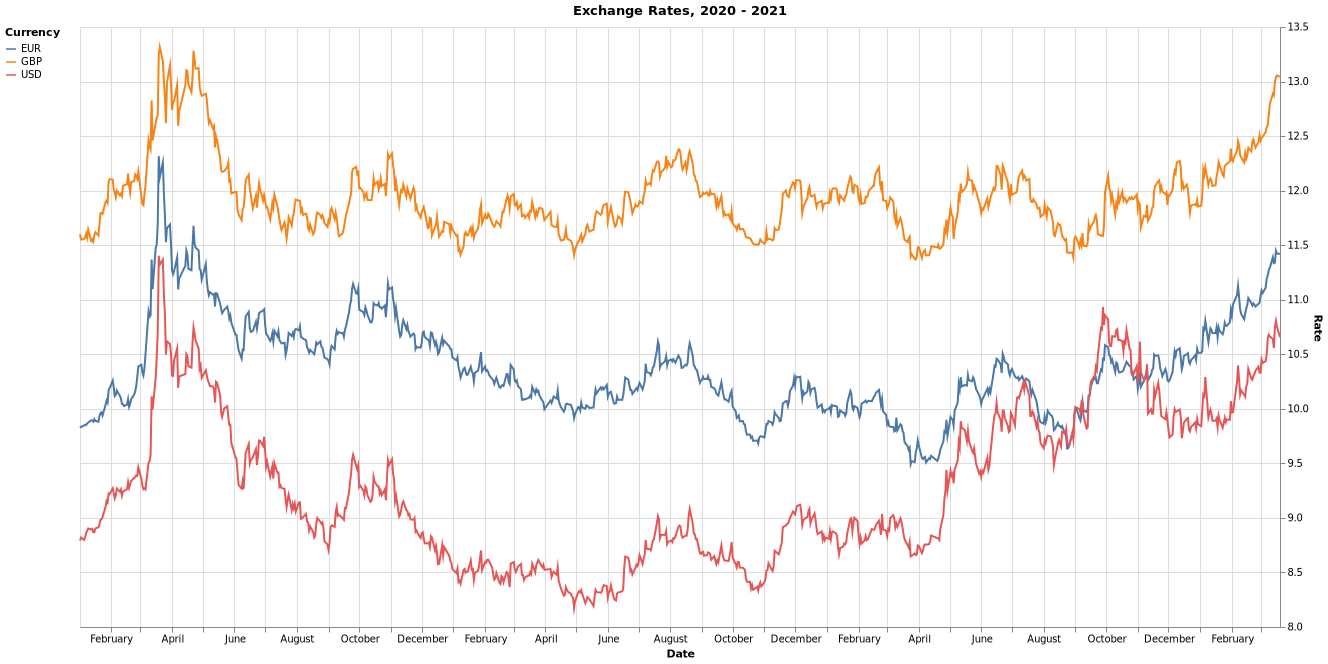 Exchange Rates, 2020 - 2021
Currency
EUR
GBP
USD
13.5
13.0
12.5
12.0
11.5
11.0
10.5
10.0
9.5
9.0
8.5
8.0
Rate
February April June August October December February April June August October December February April June August October December February
Date